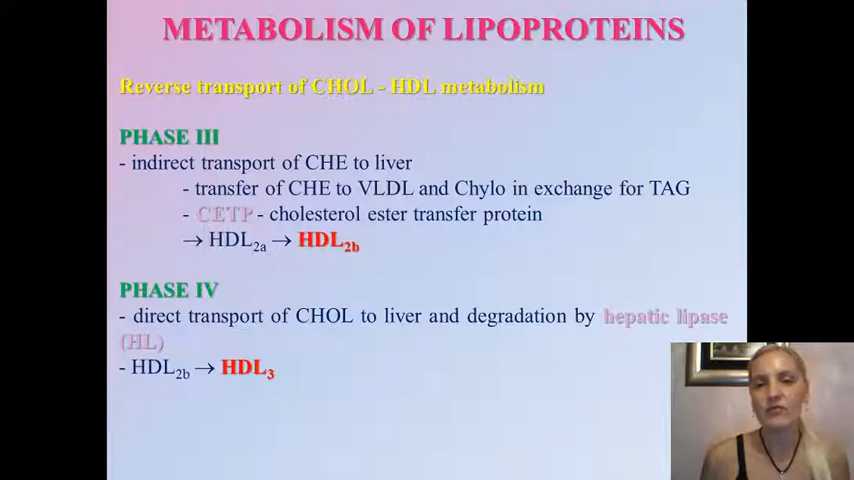 METABOLISM OF LIPOPROTEINS
Reverse transport of CHOL - HDL metabolism
PHASE III
- indirect transport of CHE to liver
- transfer of CHE to VLDL and Chylo in exchange for TAG
- CETP - cholesterol ester transfer protein
→ HDL2a → HDL2b
PHASE IV
- direct transport of CHOL to liver and degradation by hepatic lipase
(HL)
- HDL2b → HDL3